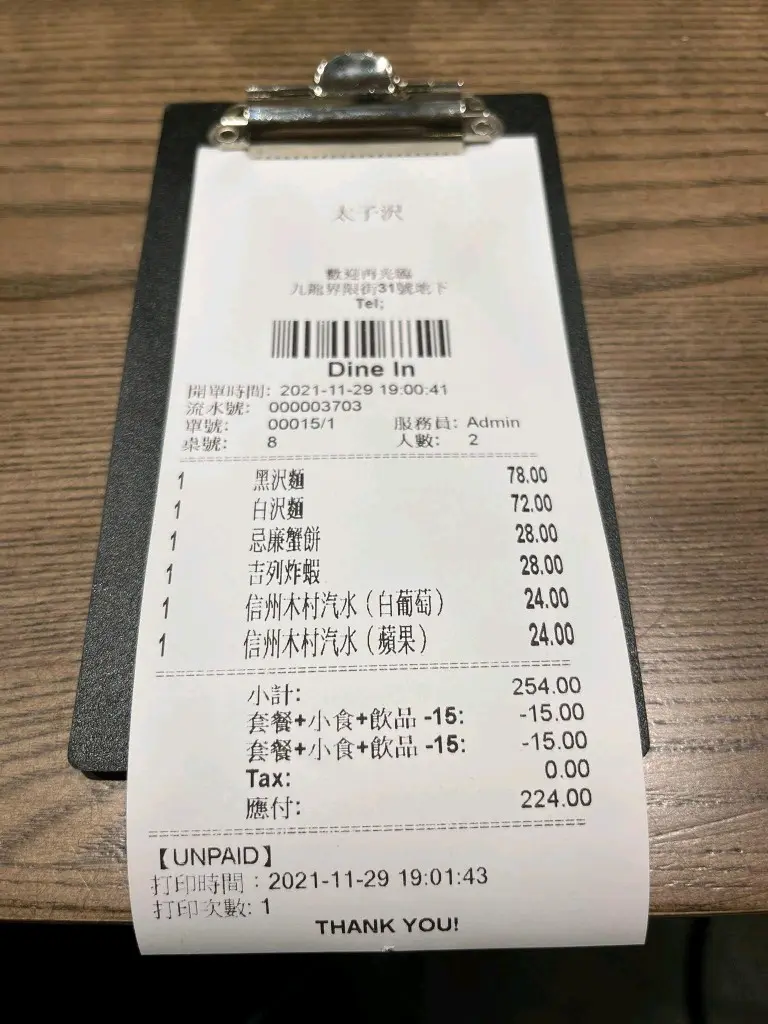 太子沢
歡迎再光臨
九龍界限街31號地下
Tel:
Dine In
開單時間: 2021-11-29 19:00:41
流水號: 000003703
單號: 00015/1 服務員: Admin
桌號: 8 人數: 2
1 黑沢麵 78.00
1 白沢麵 72.00
1 忌廉蟹餅 28.00
1 吉列炸蝦 28.00
1 信州木村汽水（白葡萄） 24.00
1 信州木村汽水（蘋果） 24.00
小計: 254.00
套餐+小食+飲品 -15: -15.00
套餐+小食+飲品 -15: -15.00
Tax: 0.00
應付: 224.00
【UNPAID】
打印時間：2021-11-29 19:01:43
打印次數: 1
THANK YOU!